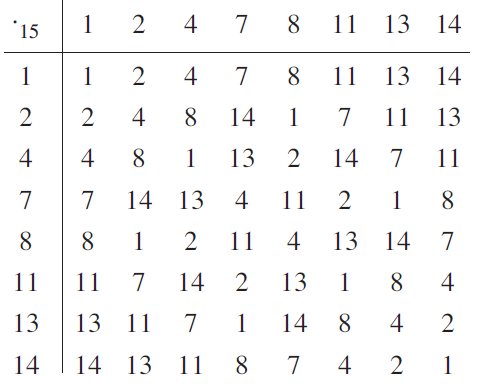 ·15 1 2 4 7 8 11 13 14
1 1 2 4 7 8 11 13 14
2 2 4 8 14 1 7 11 13
4 4 8 1 13 2 14 7 11
7 7 14 13 4 11 2 1 8
8 8 1 2 11 4 13 14 7
11 11 7 14 2 13 1 8 4
13 13 11 7 1 14 8 4 2
14 14 13 11 8 7 4 2 1